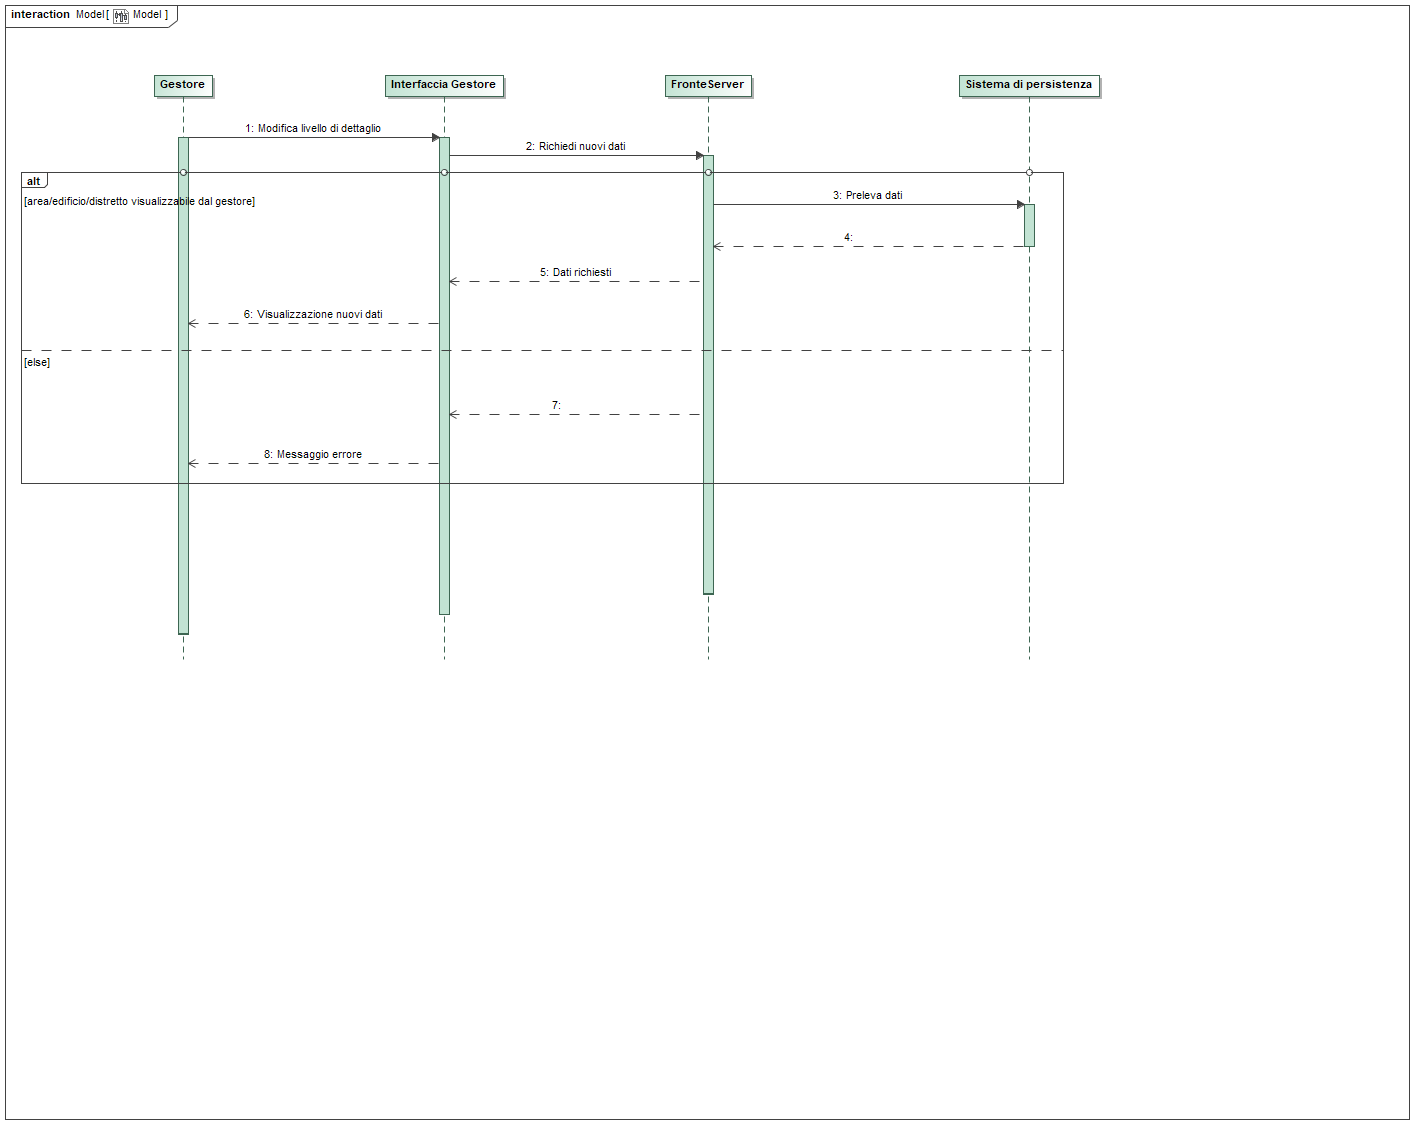 interaction Model[ Model ]
Gestore
Interfaccia Gestore
FronteServer
Sistema di persistenza
1: Modifica livello di dettaglio
2: Richiedi nuovi dati
alt
[area/edificio/distretto visualizzabile dal gestore]
3: Preleva dati
4:
5: Dati richiesti
6: Visualizzazione nuovi dati
[else]
7:
8: Messaggio errore